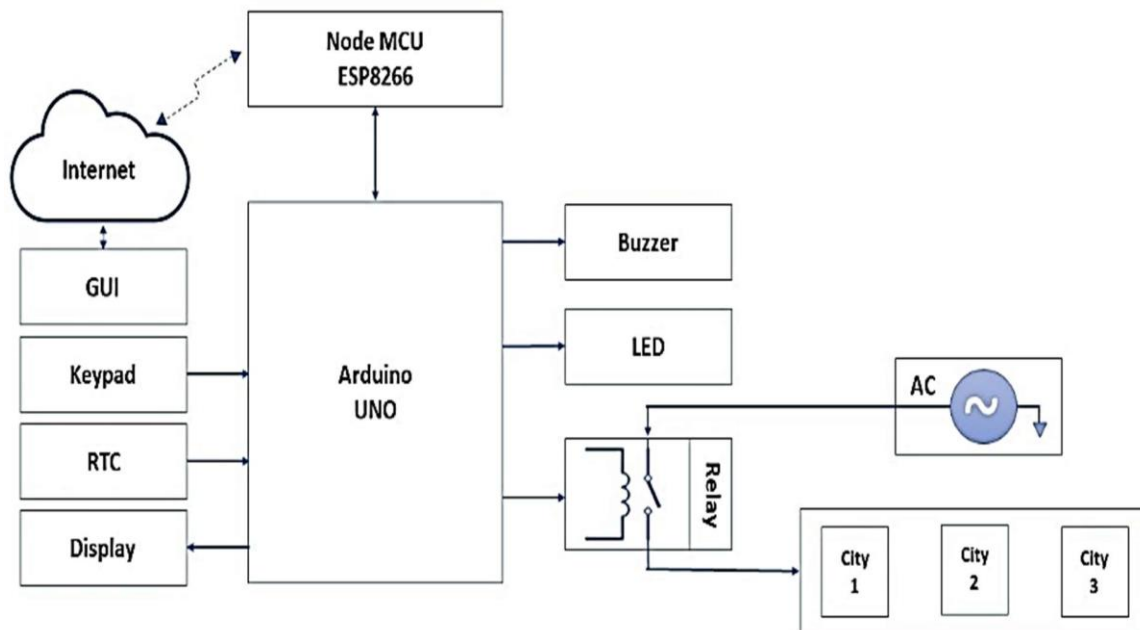 Node MCU
ESP8266
Internet
GUI
Keypad
RTC
Display
Arduino
UNO
Buzzer
LED
Relay
AC
City
1
City
2
City
3